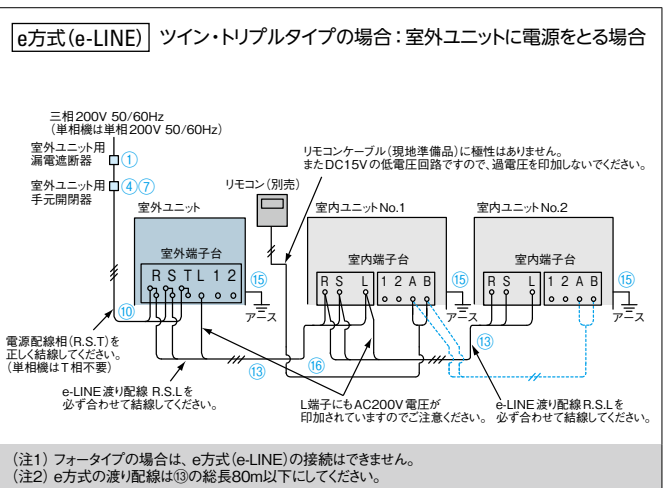 e方式(e-LINE) ツイン・トリプルタイプの場合:室外ユニットに電源をとる場合
三相200V 50/60Hz
(単相機は単相200V 50/60Hz)
室外ユニット用
漏電遮断器
①
室外ユニット用
手元開閉器
④⑦
リモコン(別売)
リモコンケーブル(現地準備品)に極性はありません。
またDC15Vの低電圧回路ですので、過電圧を印加しないでください。
室外ユニット
室内ユニットNo.1
室内ユニットNo.2
室外端子台
R S T L 1 2
室内端子台
R S L
1 2 A B
室内端子台
R S L
1 2 A B
⑮
アース
⑮
アース
⑮
アース
⑩
⑬
⑯
⑬
電源配線相(R.S.T)を
正しく結線してください。
(単相機はT相不要)
e-LINE渡り配線 R.S.Lを
必ず合わせて結線してください。
L端子にもAC200V電圧が
印加されていますのでご注意ください。
e-LINE渡り配線R.S.Lを
必ず合わせて結線してください。
(注1) フォータイプの場合は、e方式(e-LINE)の接続はできません。
(注2) e方式の渡り配線は⑬の総長80m以下にしてください。